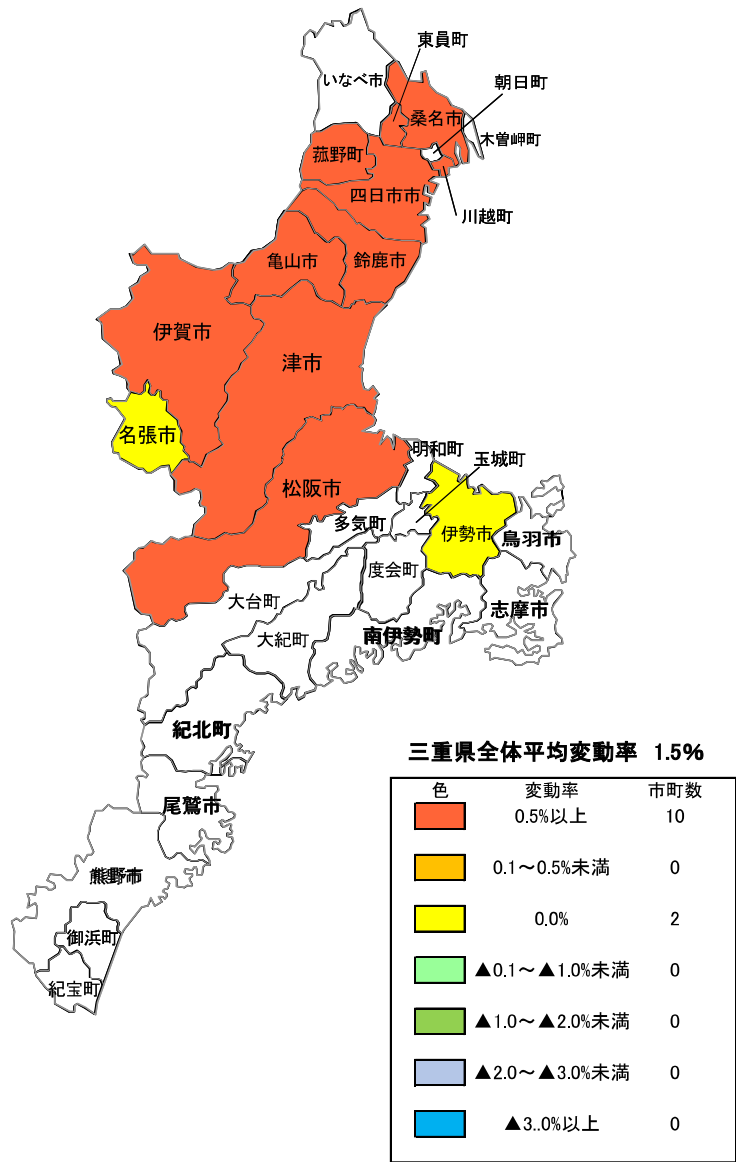 東員町
いなべ市
朝日町
桑名市
木曽岬町
菰野町
四日市市
川越町
亀山市
鈴鹿市
伊賀市
津市
名張市
明和町
玉城町
松阪市
多気町
伊勢市
鳥羽市
度会町
大台町
志摩市
大紀町
南伊勢町
紀北町
尾鷲市
熊野市
御浜町
紀宝町
三重県全体平均変動率 1.5%
色 変動率 市町数
0.5%以上 10
0.1～0.5%未満 0
0.0% 2
▲0.1～▲1.0%未満 0
▲1.0～▲2.0%未満 0
▲2.0～▲3.0%未満 0
▲3..0%以上 0